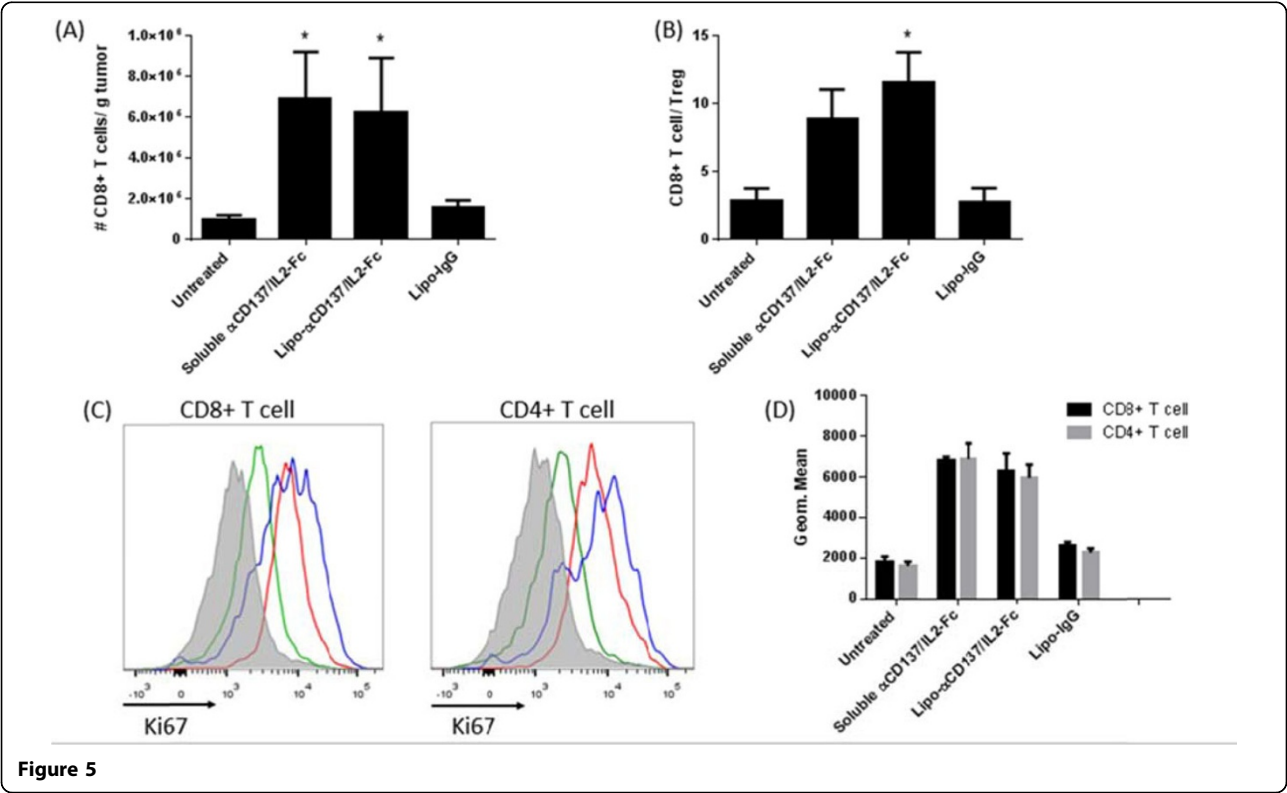 (A)
# CD8+ T cells/ g tumor
1.0×10⁶
8.0×10⁶
6.0×10⁶
4.0×10⁶
2.0×10⁶
0
*
*
Untreated
Soluble αCD137/IL2-Fc
Lipo-αCD137/IL2-Fc
Lipo-IgG
(B)
CD8+ T cell/Treg
15
10
5
0
*
Untreated
Soluble αCD137/IL2-Fc
Lipo-αCD137/IL2-Fc
Lipo-IgG
(C)
CD8+ T cell
-10³ 0 10³ 10⁴ 10⁵
Ki67
CD4+ T cell
-10³ 0 10³ 10⁴ 10⁵
Ki67
(D)
Geom. Mean
10000
8000
6000
4000
2000
0
CD8+ T cell
CD4+ T cell
Untreated
Soluble αCD137/IL2-Fc
Lipo-αCD137/IL2-Fc
Lipo-IgG
Figure 5